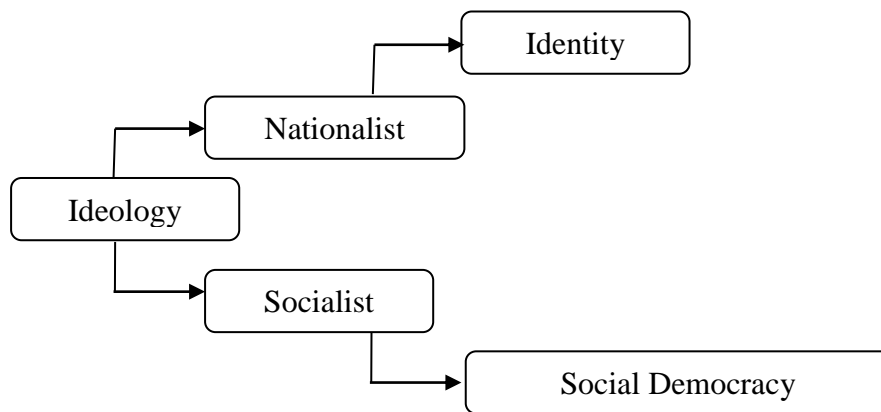 Identity
Nationalist
Ideology
Socialist
Social Democracy